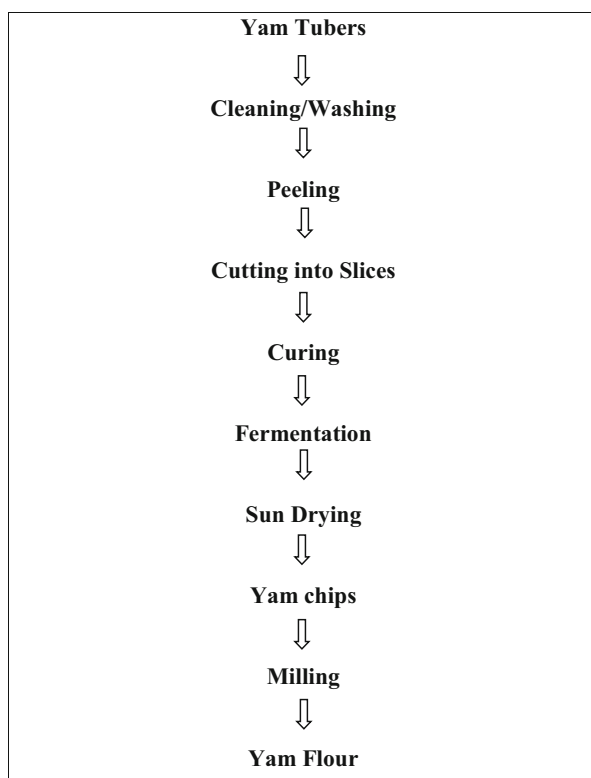 Yam Tubers
Cleaning/Washing
Peeling
Cutting into Slices
Curing
Fermentation
Sun Drying
Yam chips
Milling
Yam Flour